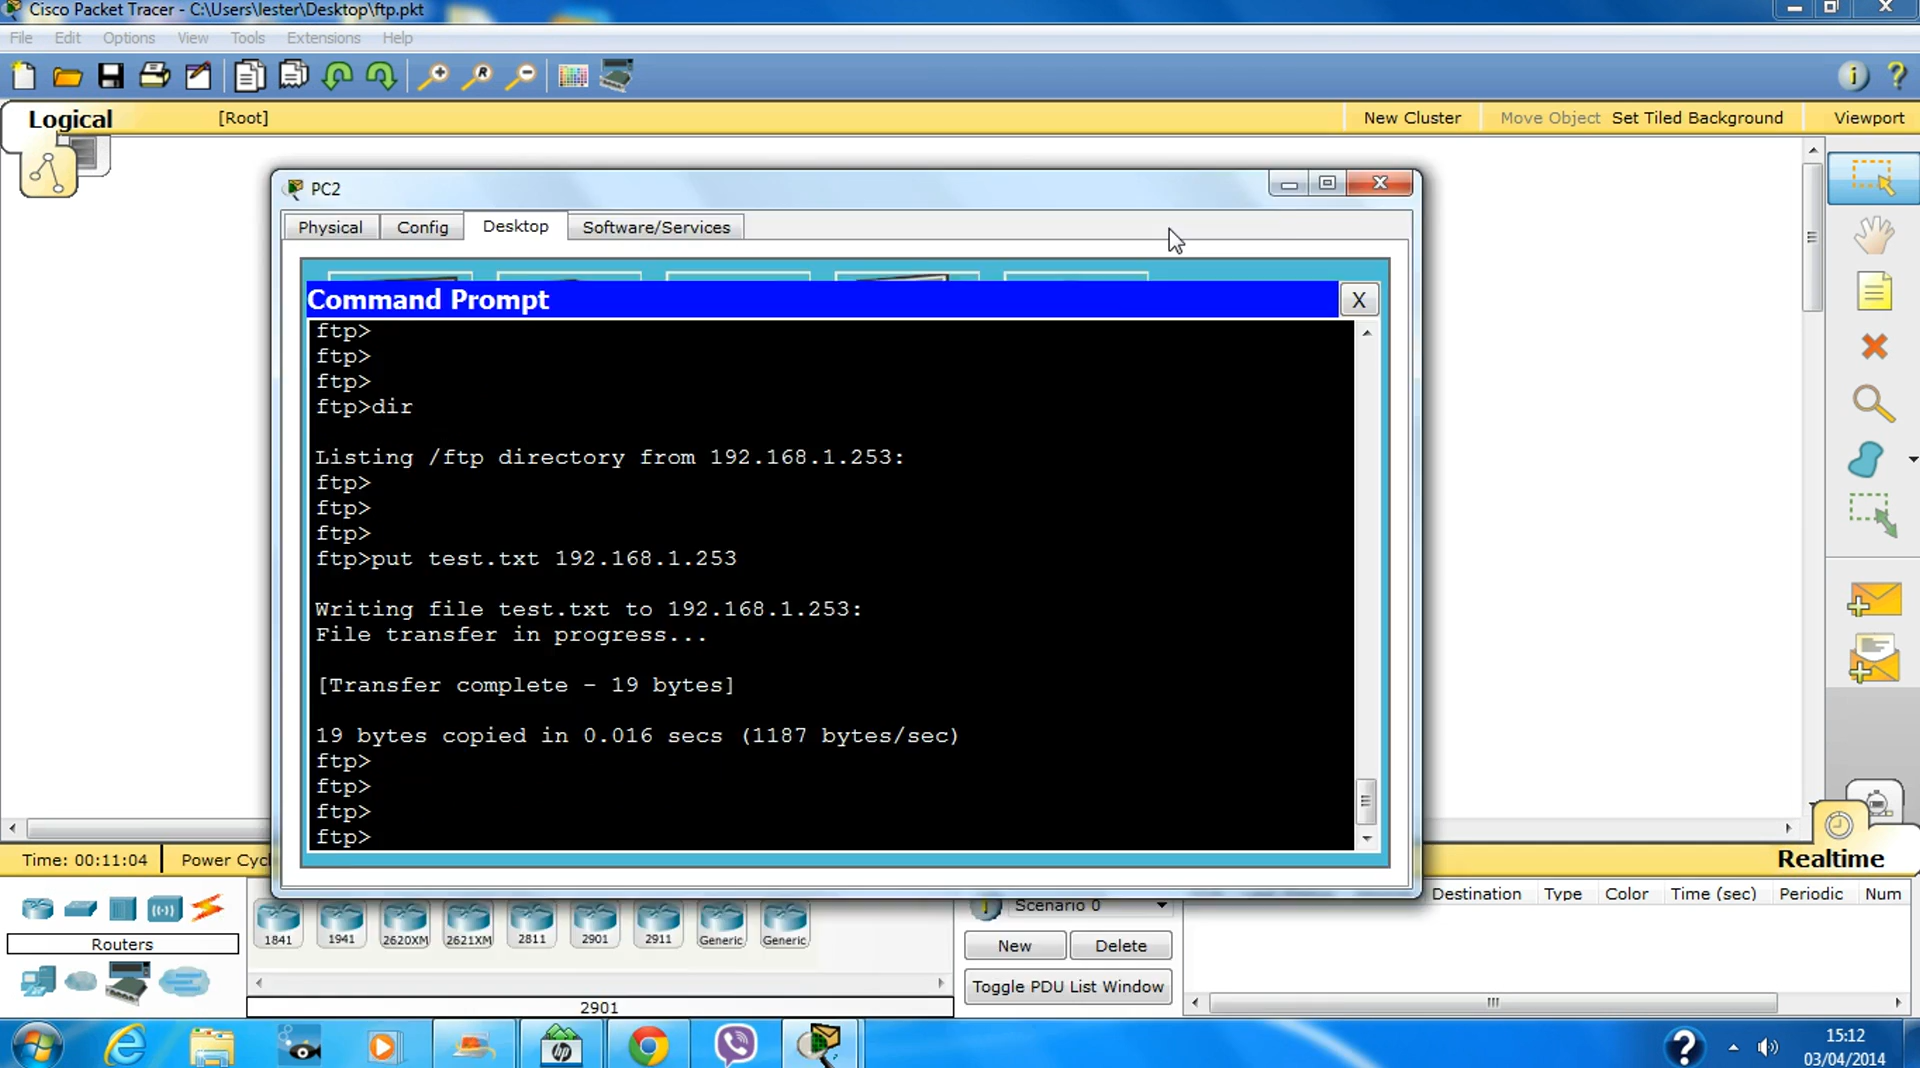 Cisco Packet Tracer - C:\Users\lester\Desktop\ftp.pkt
File Edit Options View Tools Extensions Help
Logical [Root] New Cluster Move Object Set Tiled Background Viewport
PC2
Physical Config Desktop Software/Services
Command Prompt X
ftp>
ftp>
ftp>
ftp>dir
Listing /ftp directory from 192.168.1.253:
ftp>
ftp>
ftp>
ftp>put test.txt 192.168.1.253
Writing file test.txt to 192.168.1.253:
File transfer in progress...
[Transfer complete - 19 bytes]
19 bytes copied in 0.016 secs (1187 bytes/sec)
ftp>
ftp>
ftp>
ftp>
Time: 00:11:04 Power Cycl
Realtime
Destination Type Color Time (sec) Periodic Num
Scenario 0
1841 1941 2620XM 2621XM 2811 2901 2911 Generic Generic
Routers
New Delete
Toggle PDU List Window
2901
15:12
03/04/2014